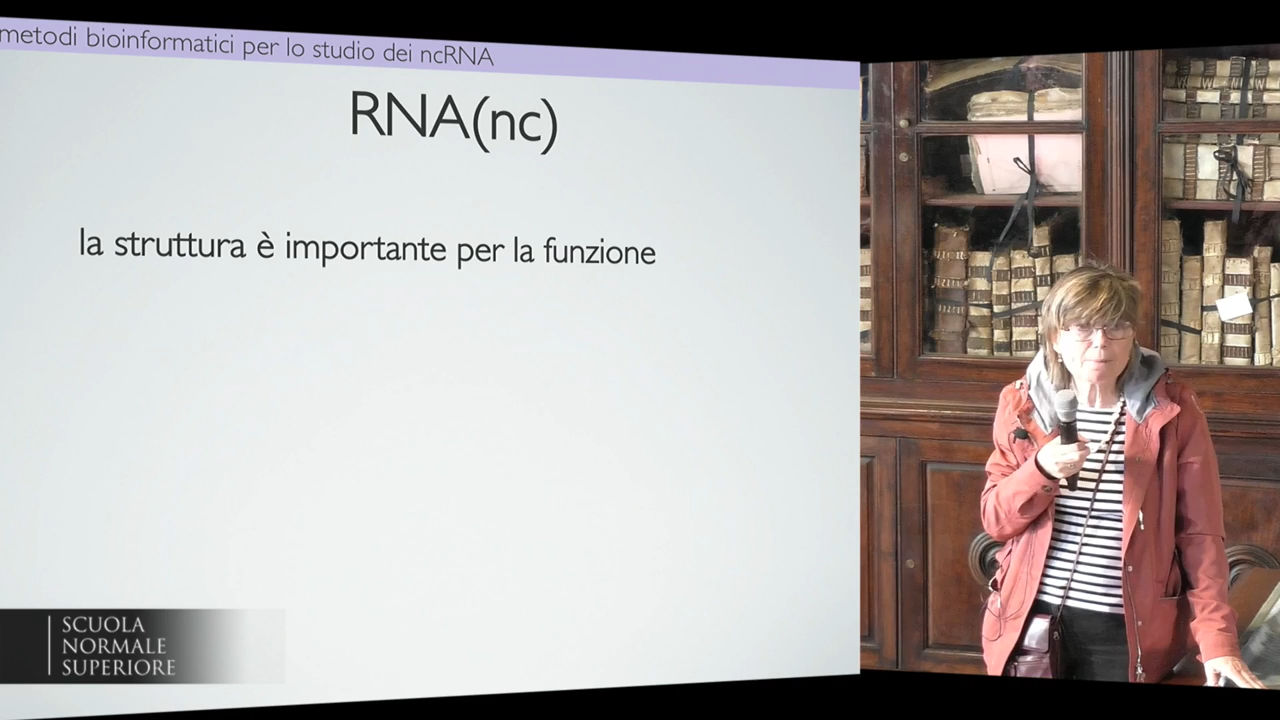 metodi bioinformatici per lo studio dei ncRNA
RNA(nc)
la struttura è importante per la funzione
SCUOLA
NORMALE
SUPERIORE